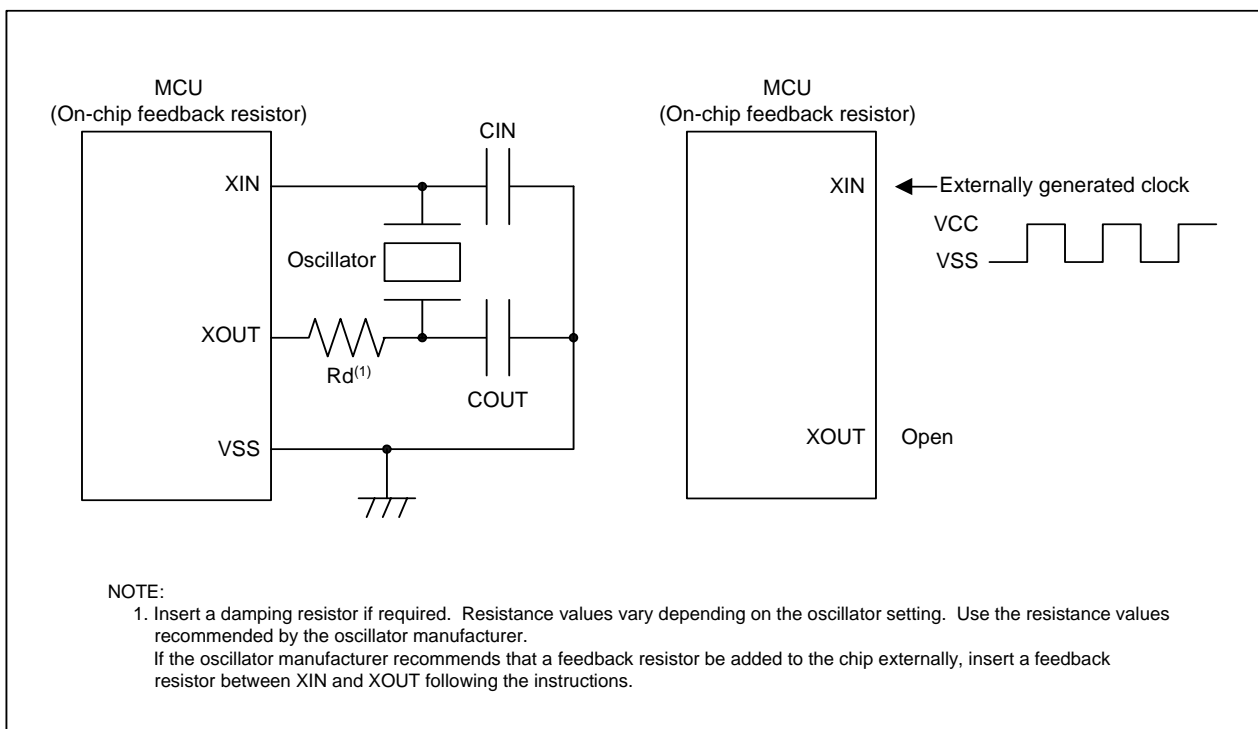 MCU
(On-chip feedback resistor)
CIN
XIN
Oscillator
XOUT
Rd(1)
COUT
VSS
MCU
(On-chip feedback resistor)
XIN
Externally generated clock
VCC
VSS
XOUT
Open
NOTE:
1. Insert a damping resistor if required. Resistance values vary depending on the oscillator setting. Use the resistance values
recommended by the oscillator manufacturer.
If the oscillator manufacturer recommends that a feedback resistor be added to the chip externally, insert a feedback
resistor between XIN and XOUT following the instructions.